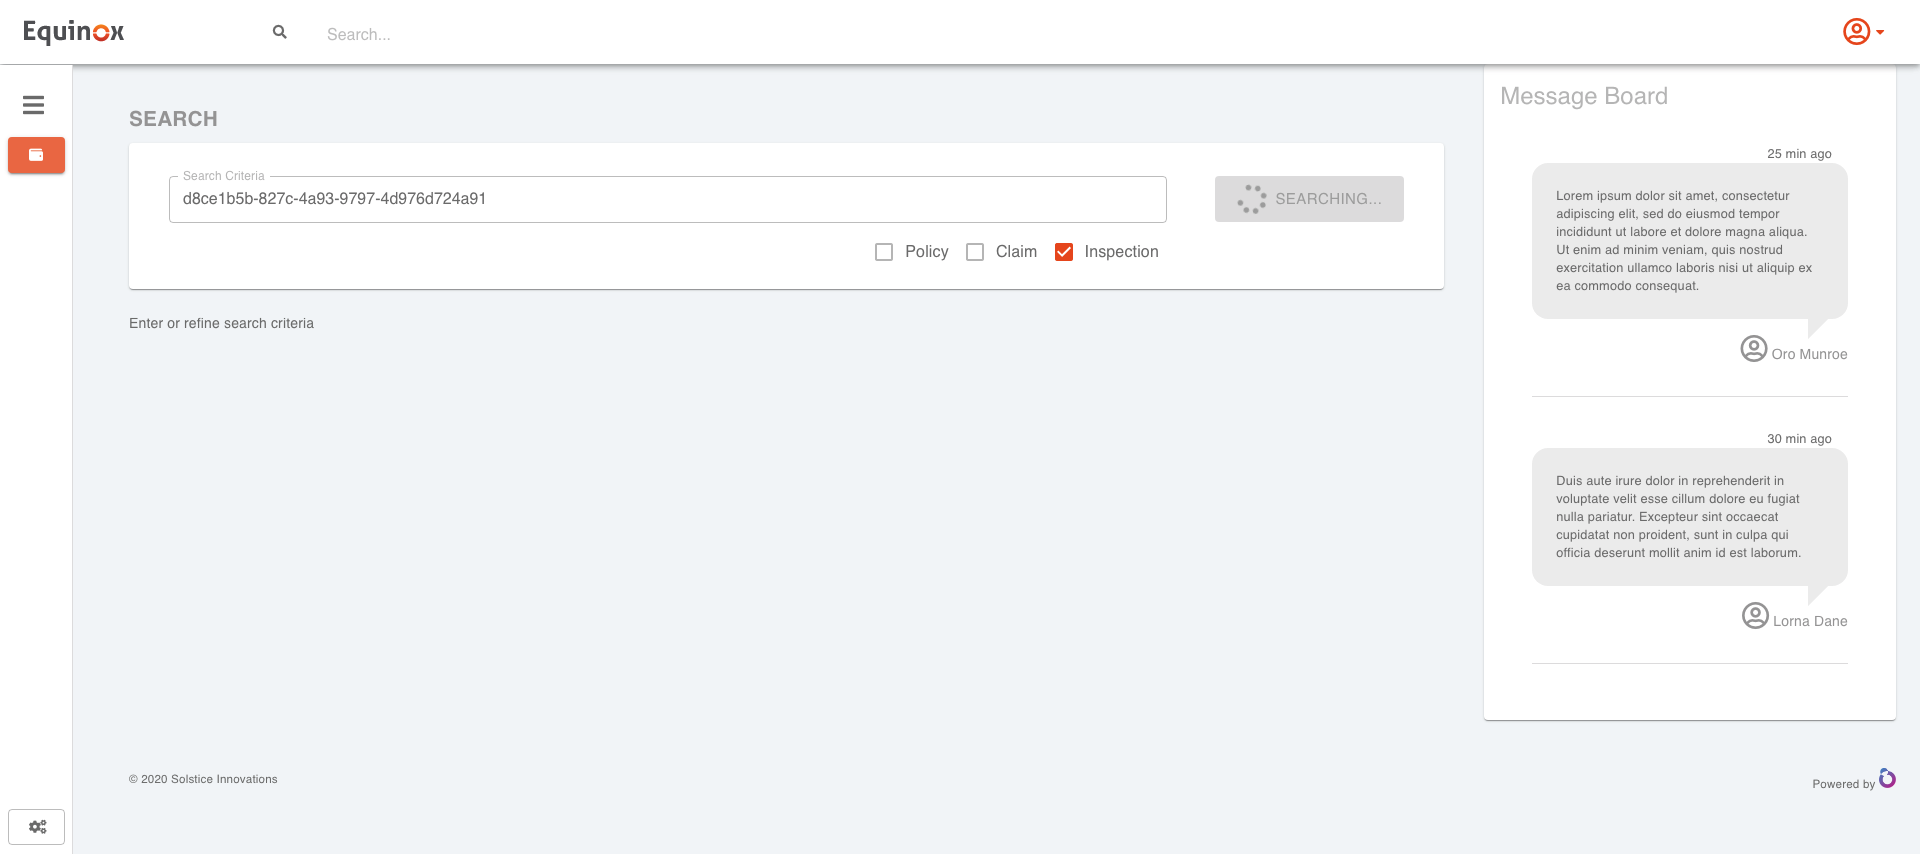 Equinox
Search...
SEARCH
Search Criteria
d8ce1b5b-827c-4a93-9797-4d976d724a91
SEARCHING...
Policy
Claim
Inspection
Enter or refine search criteria
Message Board
25 min ago
Lorem ipsum dolor sit amet, consectetur
adipiscing elit, sed do eiusmod tempor
incididunt ut labore et dolore magna aliqua.
Ut enim ad minim veniam, quis nostrud
exercitation ullamco laboris nisi ut aliquip ex
ea commodo consequat.
Oro Munroe
30 min ago
Duis aute irure dolor in reprehenderit in
voluptate velit esse cillum dolore eu fugiat
nulla pariatur. Excepteur sint occaecat
cupidatat non proident, sunt in culpa qui
officia deserunt mollit anim id est laborum.
Lorna Dane
© 2020 Solstice Innovations
Powered by